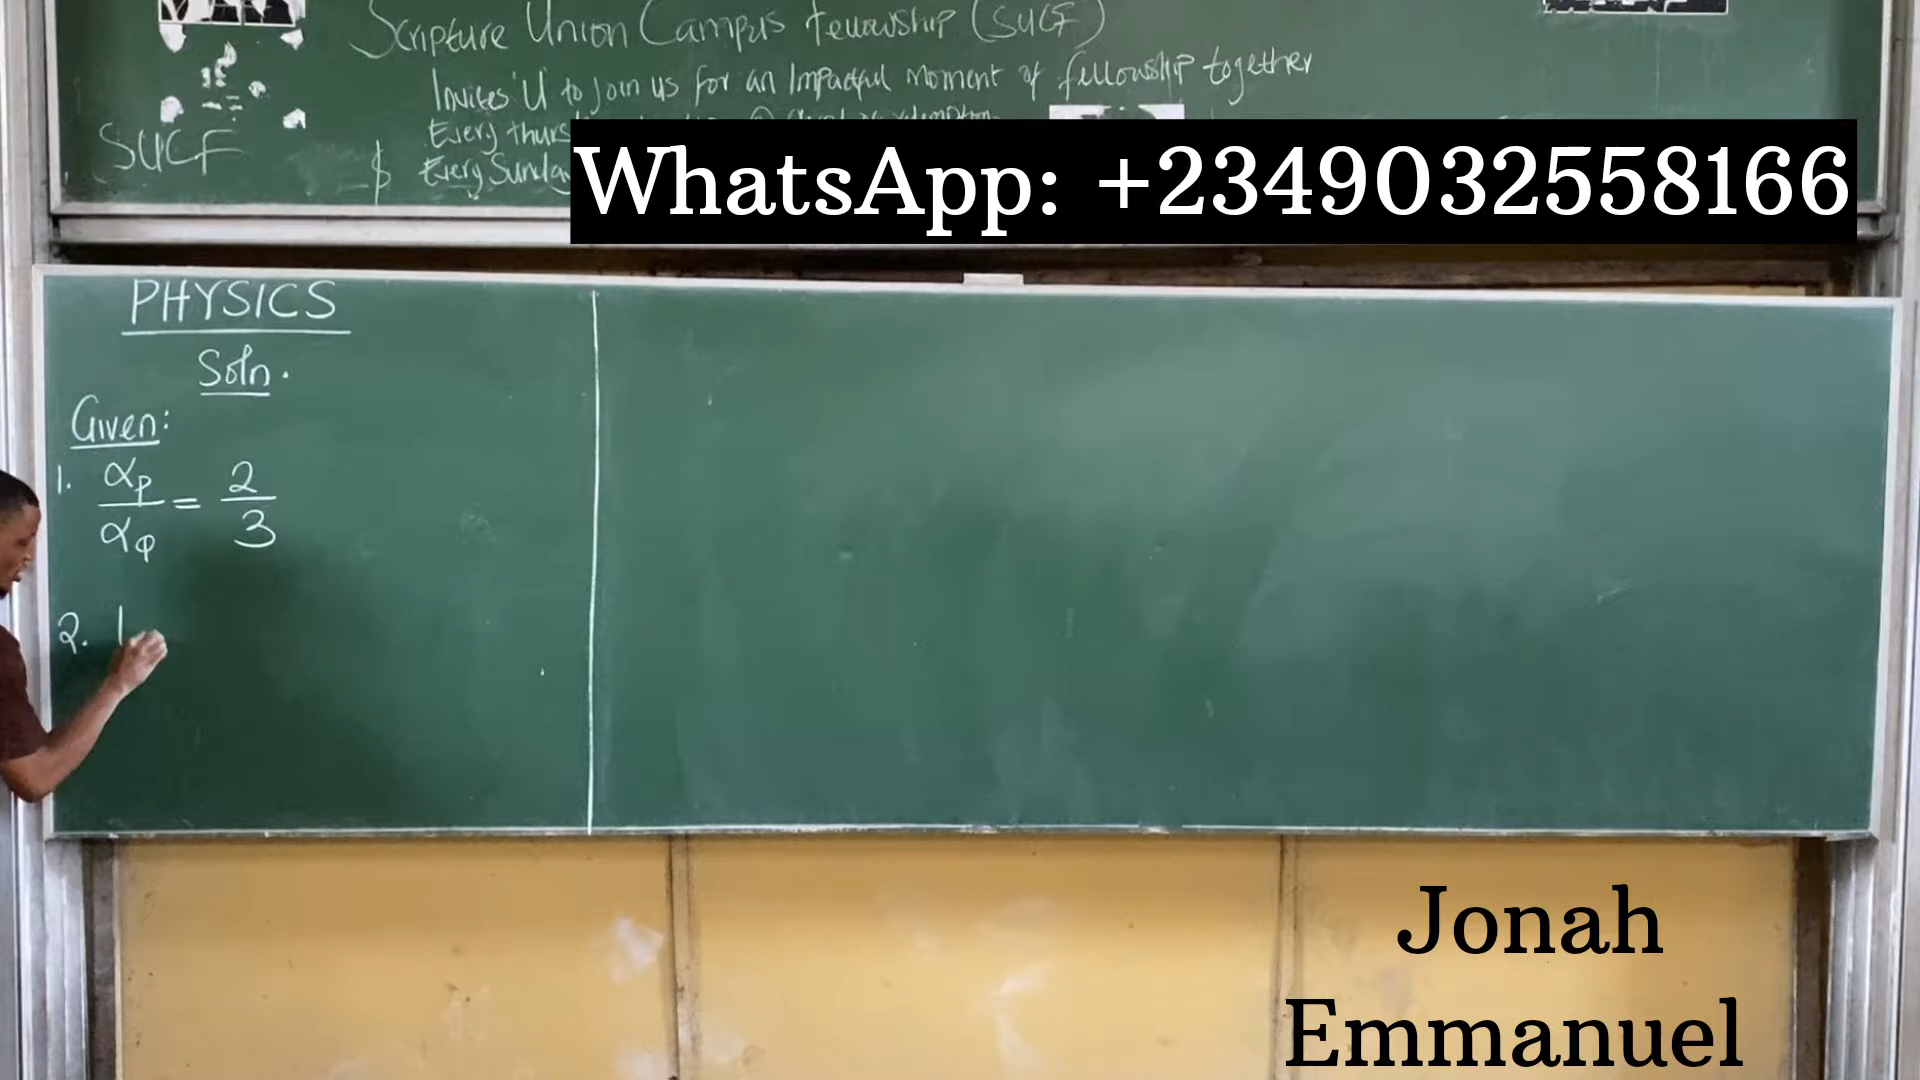 Scripture Union Campus fellowship (SUCF)
Invites 'U' to Join us for an Impactful moment of fellowship together
Every thurs
SUCF
Every Sunday
WhatsApp: +2349032558166
PHYSICS
Soln.
Given:
1. αP/αQ = 2/3
2.
Jonah
Emmanuel